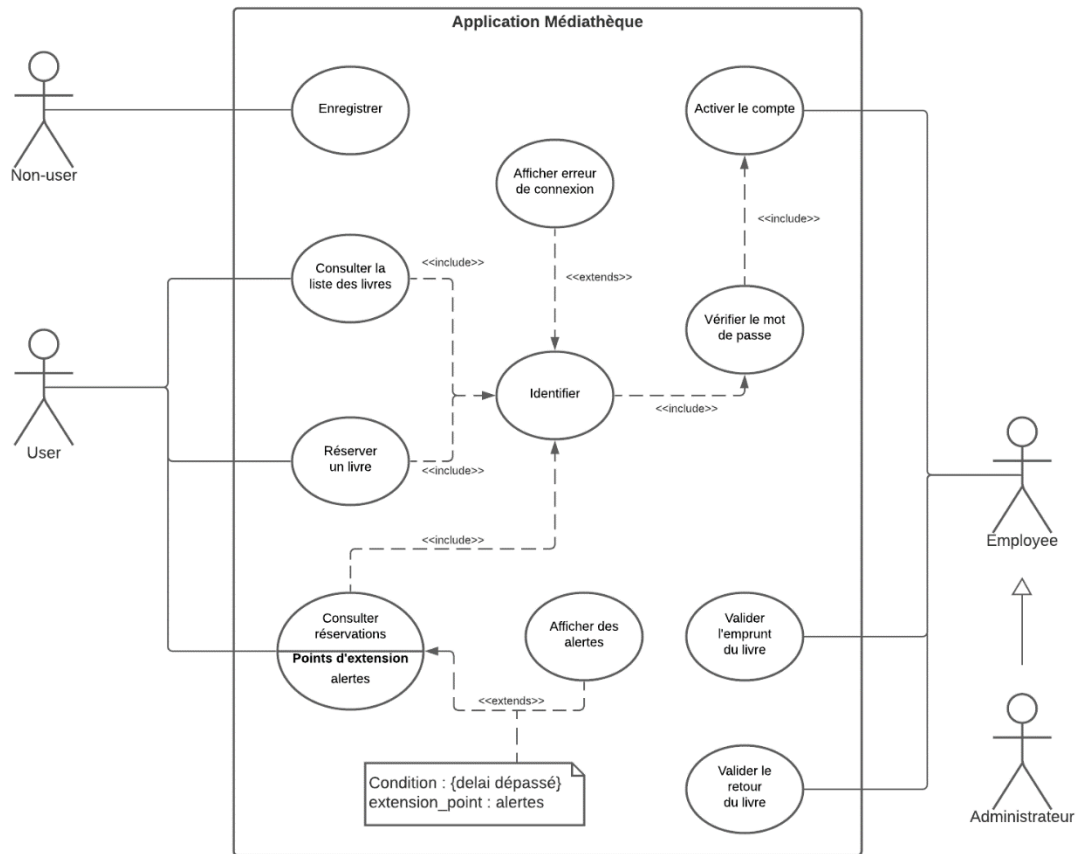 Application Médiathèque
Non-user
Enregistrer
Activer le compte
Afficher erreur
de connexion
<<include>>
<<extends>>
<<include>>
Consulter la
liste des livres
Vérifier le mot
de passe
User
Identifier
<<include>>
Réserver
un livre
<<include>>
<<include>>
Employee
Consulter
réservations
Points d'extension
alertes
Afficher des
alertes
<<extends>>
Valider
l'emprunt
du livre
Condition : {delai dépassé}
extension_point : alertes
Valider le
retour
du livre
Administrateur